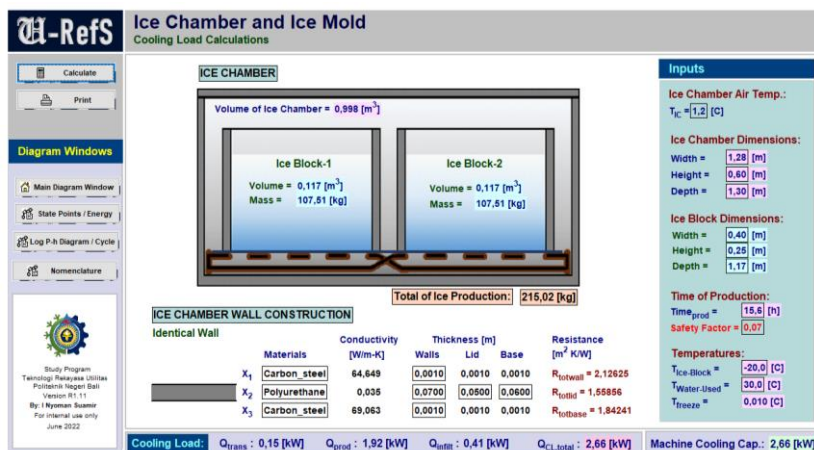 U-RefS
Ice Chamber and Ice Mold
Cooling Load Calculations
Calculate
Print
Diagram Windows
Main Diagram Window
State Points / Energy
Log P-h Diagram / Cycle
Nomenclature
Study Program
Teknologi Rekayasa Utilitas
Politeknik Negeri Bali
Version R1.11
By: I Nyoman Suamir
For internal use only
June 2022
ICE CHAMBER
Volume of Ice Chamber = 0,998 [m³]
Ice Block-1
Volume = 0,117 [m³]
Mass = 107,51 [kg]
Ice Block-2
Volume = 0,117 [m³]
Mass = 107,51 [kg]
Total of Ice Production: 215,02 [kg]
ICE CHAMBER WALL CONSTRUCTION
Identical Wall
Conductivity Thickness [m] Resistance
Materials [W/m-K] Walls Lid Base [m² K/W]
X₁ Carbon_steel 64,649 0,0010 0,0010 0,0010 Rtotwall = 2,12625
X₂ Polyurethane 0,035 0,0700 0,0500 0,0600 Rtotlid = 1,55856
X₃ Carbon_steel 69,063 0,0010 0,0010 0,0010 Rtotbase = 1,84241
Inputs
Ice Chamber Air Temp.:
TIC = 1,2 [C]
Ice Chamber Dimensions:
Width = 1,28 [m]
Height = 0,60 [m]
Depth = 1,30 [m]
Ice Block Dimensions:
Width = 0,40 [m]
Height = 0,25 [m]
Depth = 1,17 [m]
Time of Production:
Timeprod = 15,6 [h]
Safety Factor = 0,07
Temperatures:
TIce-Block = -20,0 [C]
TWater-Used = 30,0 [C]
Tfreeze = 0,010 [C]
Cooling Load: Qtrans : 0,15 [kW] Qprod : 1,92 [kW] Qinfilt : 0,41 [kW] QCL,total : 2,66 [kW] Machine Cooling Cap.: 2,66 [kW]